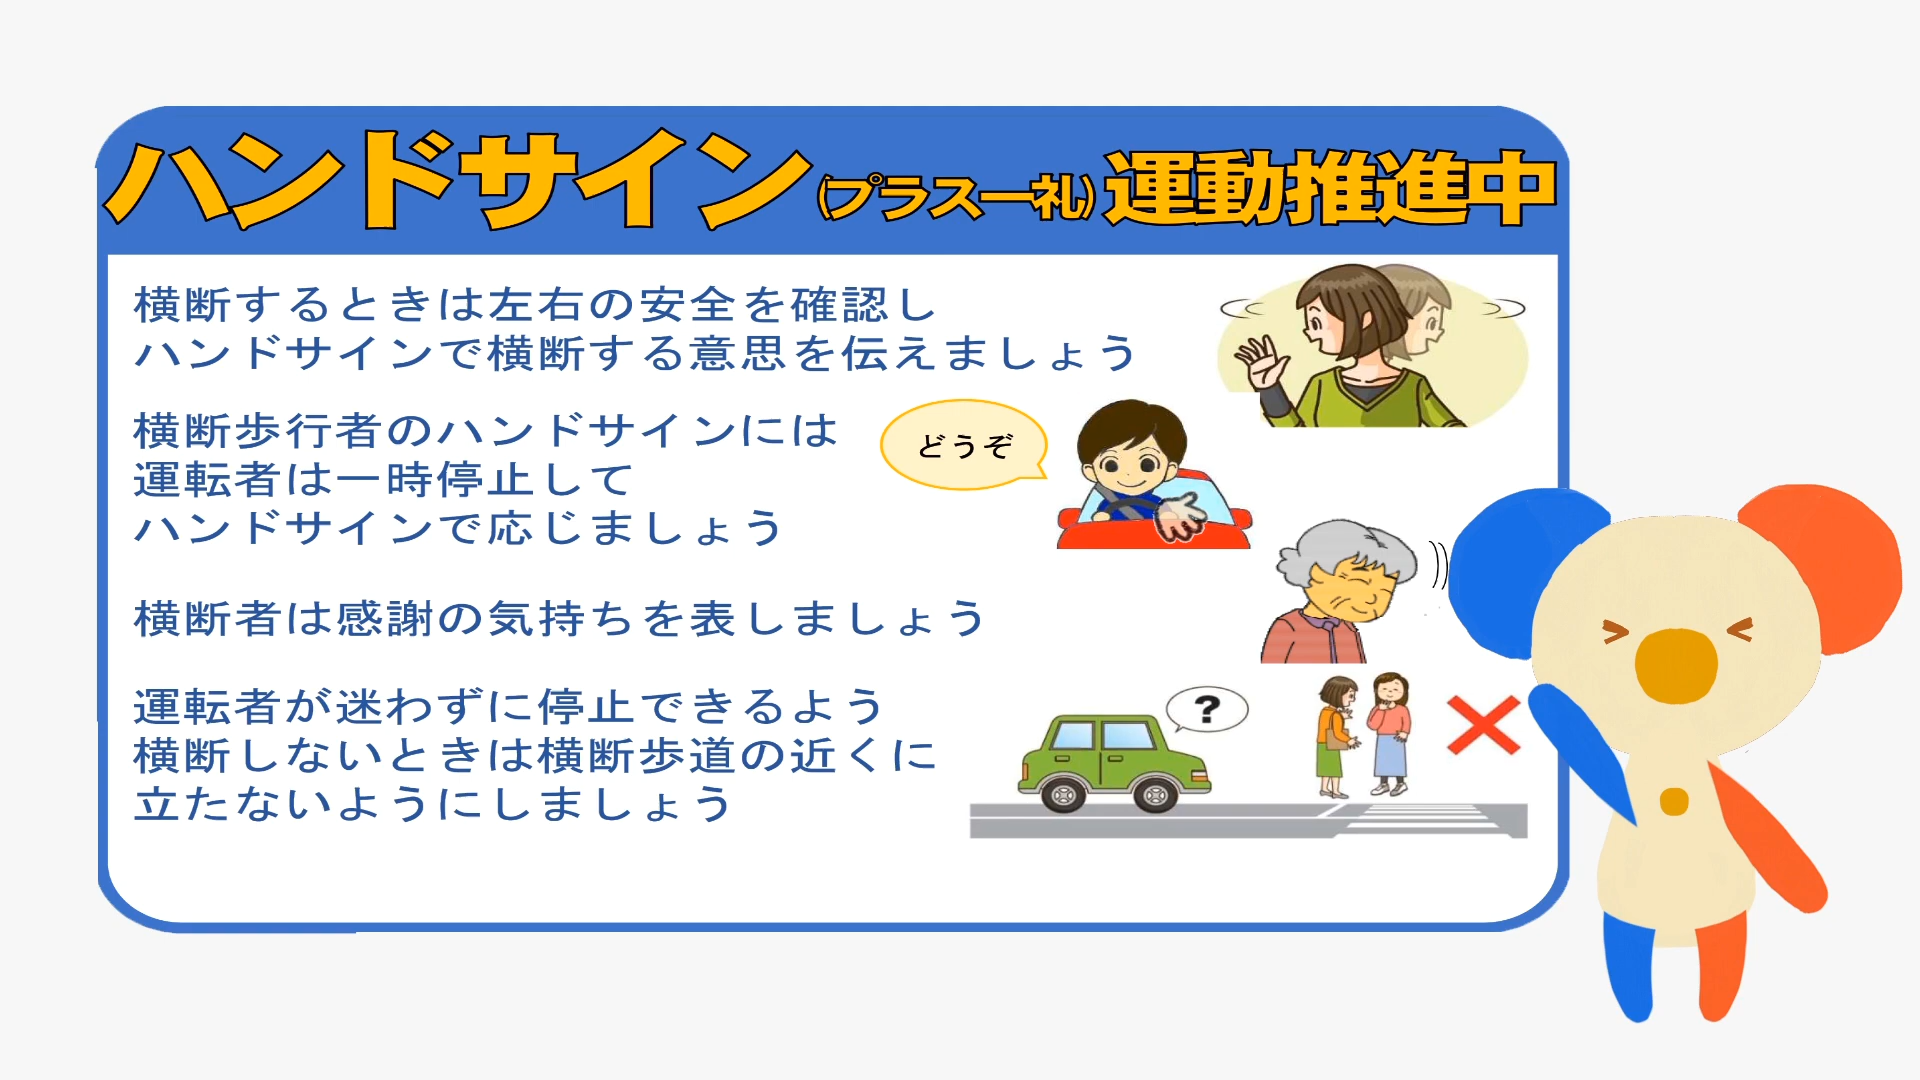 ハンドサイン(プラス一礼)運動推進中
横断するときは左右の安全を確認し
ハンドサインで横断する意思を伝えましょう
横断歩行者のハンドサインには
運転者は一時停止して
ハンドサインで応じましょう
どうぞ
横断者は感謝の気持ちを表しましょう
運転者が迷わずに停止できるよう
横断しないときは横断歩道の近くに
立たないようにしましょう
?